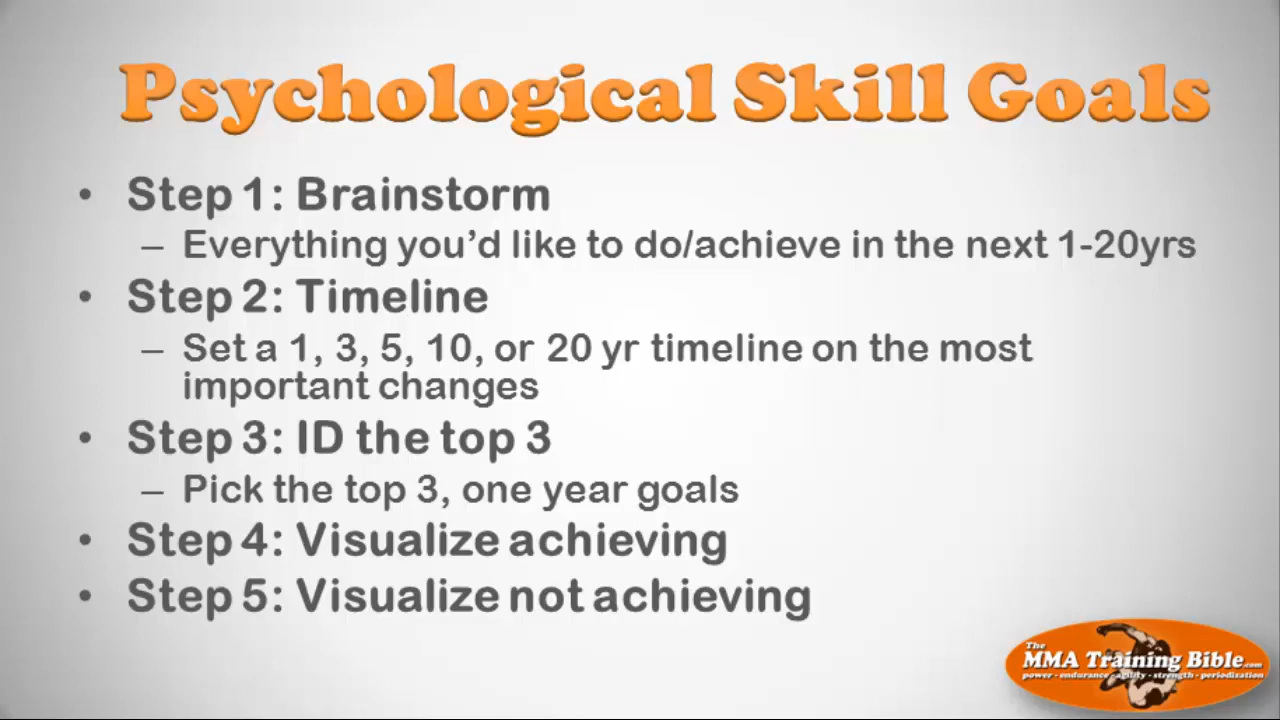 Psychological Skill Goals
• Step 1: Brainstorm
– Everything you'd like to do/achieve in the next 1-20yrs
• Step 2: Timeline
– Set a 1, 3, 5, 10, or 20 yr timeline on the most
important changes
• Step 3: ID the top 3
– Pick the top 3, one year goals
• Step 4: Visualize achieving
• Step 5: Visualize not achieving
The
MMA Training Bible.com
power - endurance - agility - strength - periodization